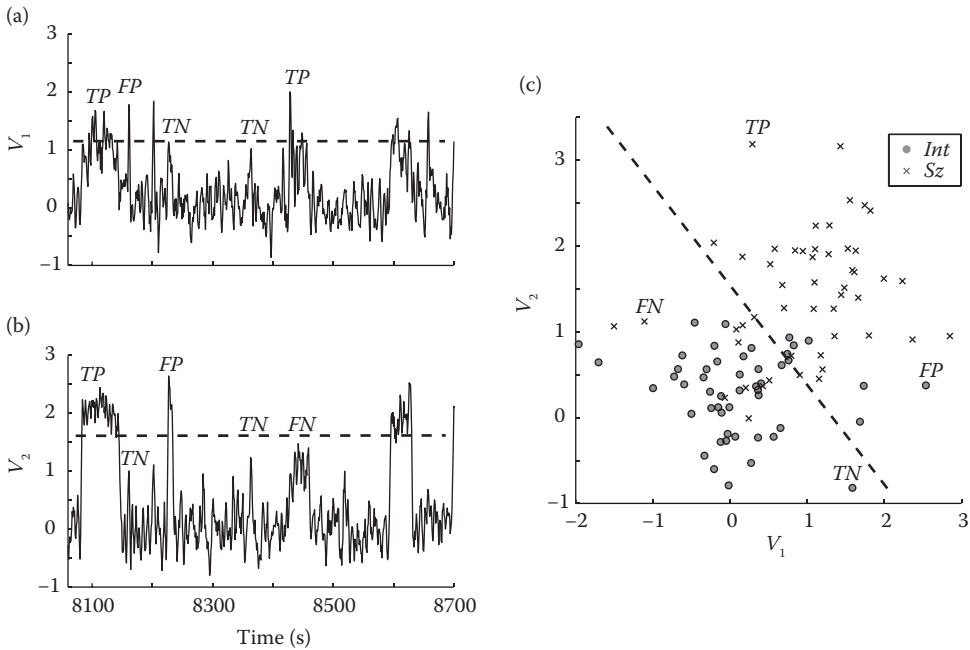 (a)
3
2
1
0
−1
V1
TP
FP
TN
TN
TP
(b)
3
2
1
0
−1
V2
TP
TN
FP
TN
FN
8100
8300
8500
8700
Time (s)
(c)
3
2
1
0
−1
V2
TP
FN
FP
TN
Int
Sz
−2
−1
0
1
2
3
V1